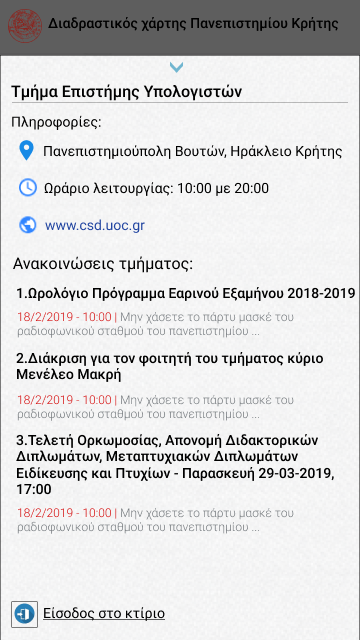 Διαδραστικός χάρτης Πανεπιστημίου Κρήτης
Τμήμα Επιστήμης Υπολογιστών
Πληροφορίες:
Πανεπιστημιούπολη Βουτών, Ηράκλειο Κρήτης
Ωράριο λειτουργίας: 10:00 με 20:00
www.csd.uoc.gr
Ανακοινώσεις τμήματος:
1.Ωρολόγιο Πρόγραμμα Εαρινού Εξαμήνου 2018-2019
18/2/2019 - 10:00 | Μην χάσετε το πάρτυ μασκέ του
ραδιοφωνικού σταθμού του πανεπιστημίου ...
2.Διάκριση για τον φοιτητή του τμήματος κύριο
Μενέλεο Μακρή
18/2/2019 - 10:00 | Μην χάσετε το πάρτυ μασκέ του
ραδιοφωνικού σταθμού του πανεπιστημίου ...
3.Τελετή Ορκωμοσίας, Απονομή Διδακτορικών
Διπλωμάτων, Μεταπτυχιακών Διπλωμάτων
Ειδίκευσης και Πτυχίων - Παρασκευή 29-03-2019,
17:00
18/2/2019 - 10:00 | Μην χάσετε το πάρτυ μασκέ του
ραδιοφωνικού σταθμού του πανεπιστημίου ...
Είσοδος στο κτίριο